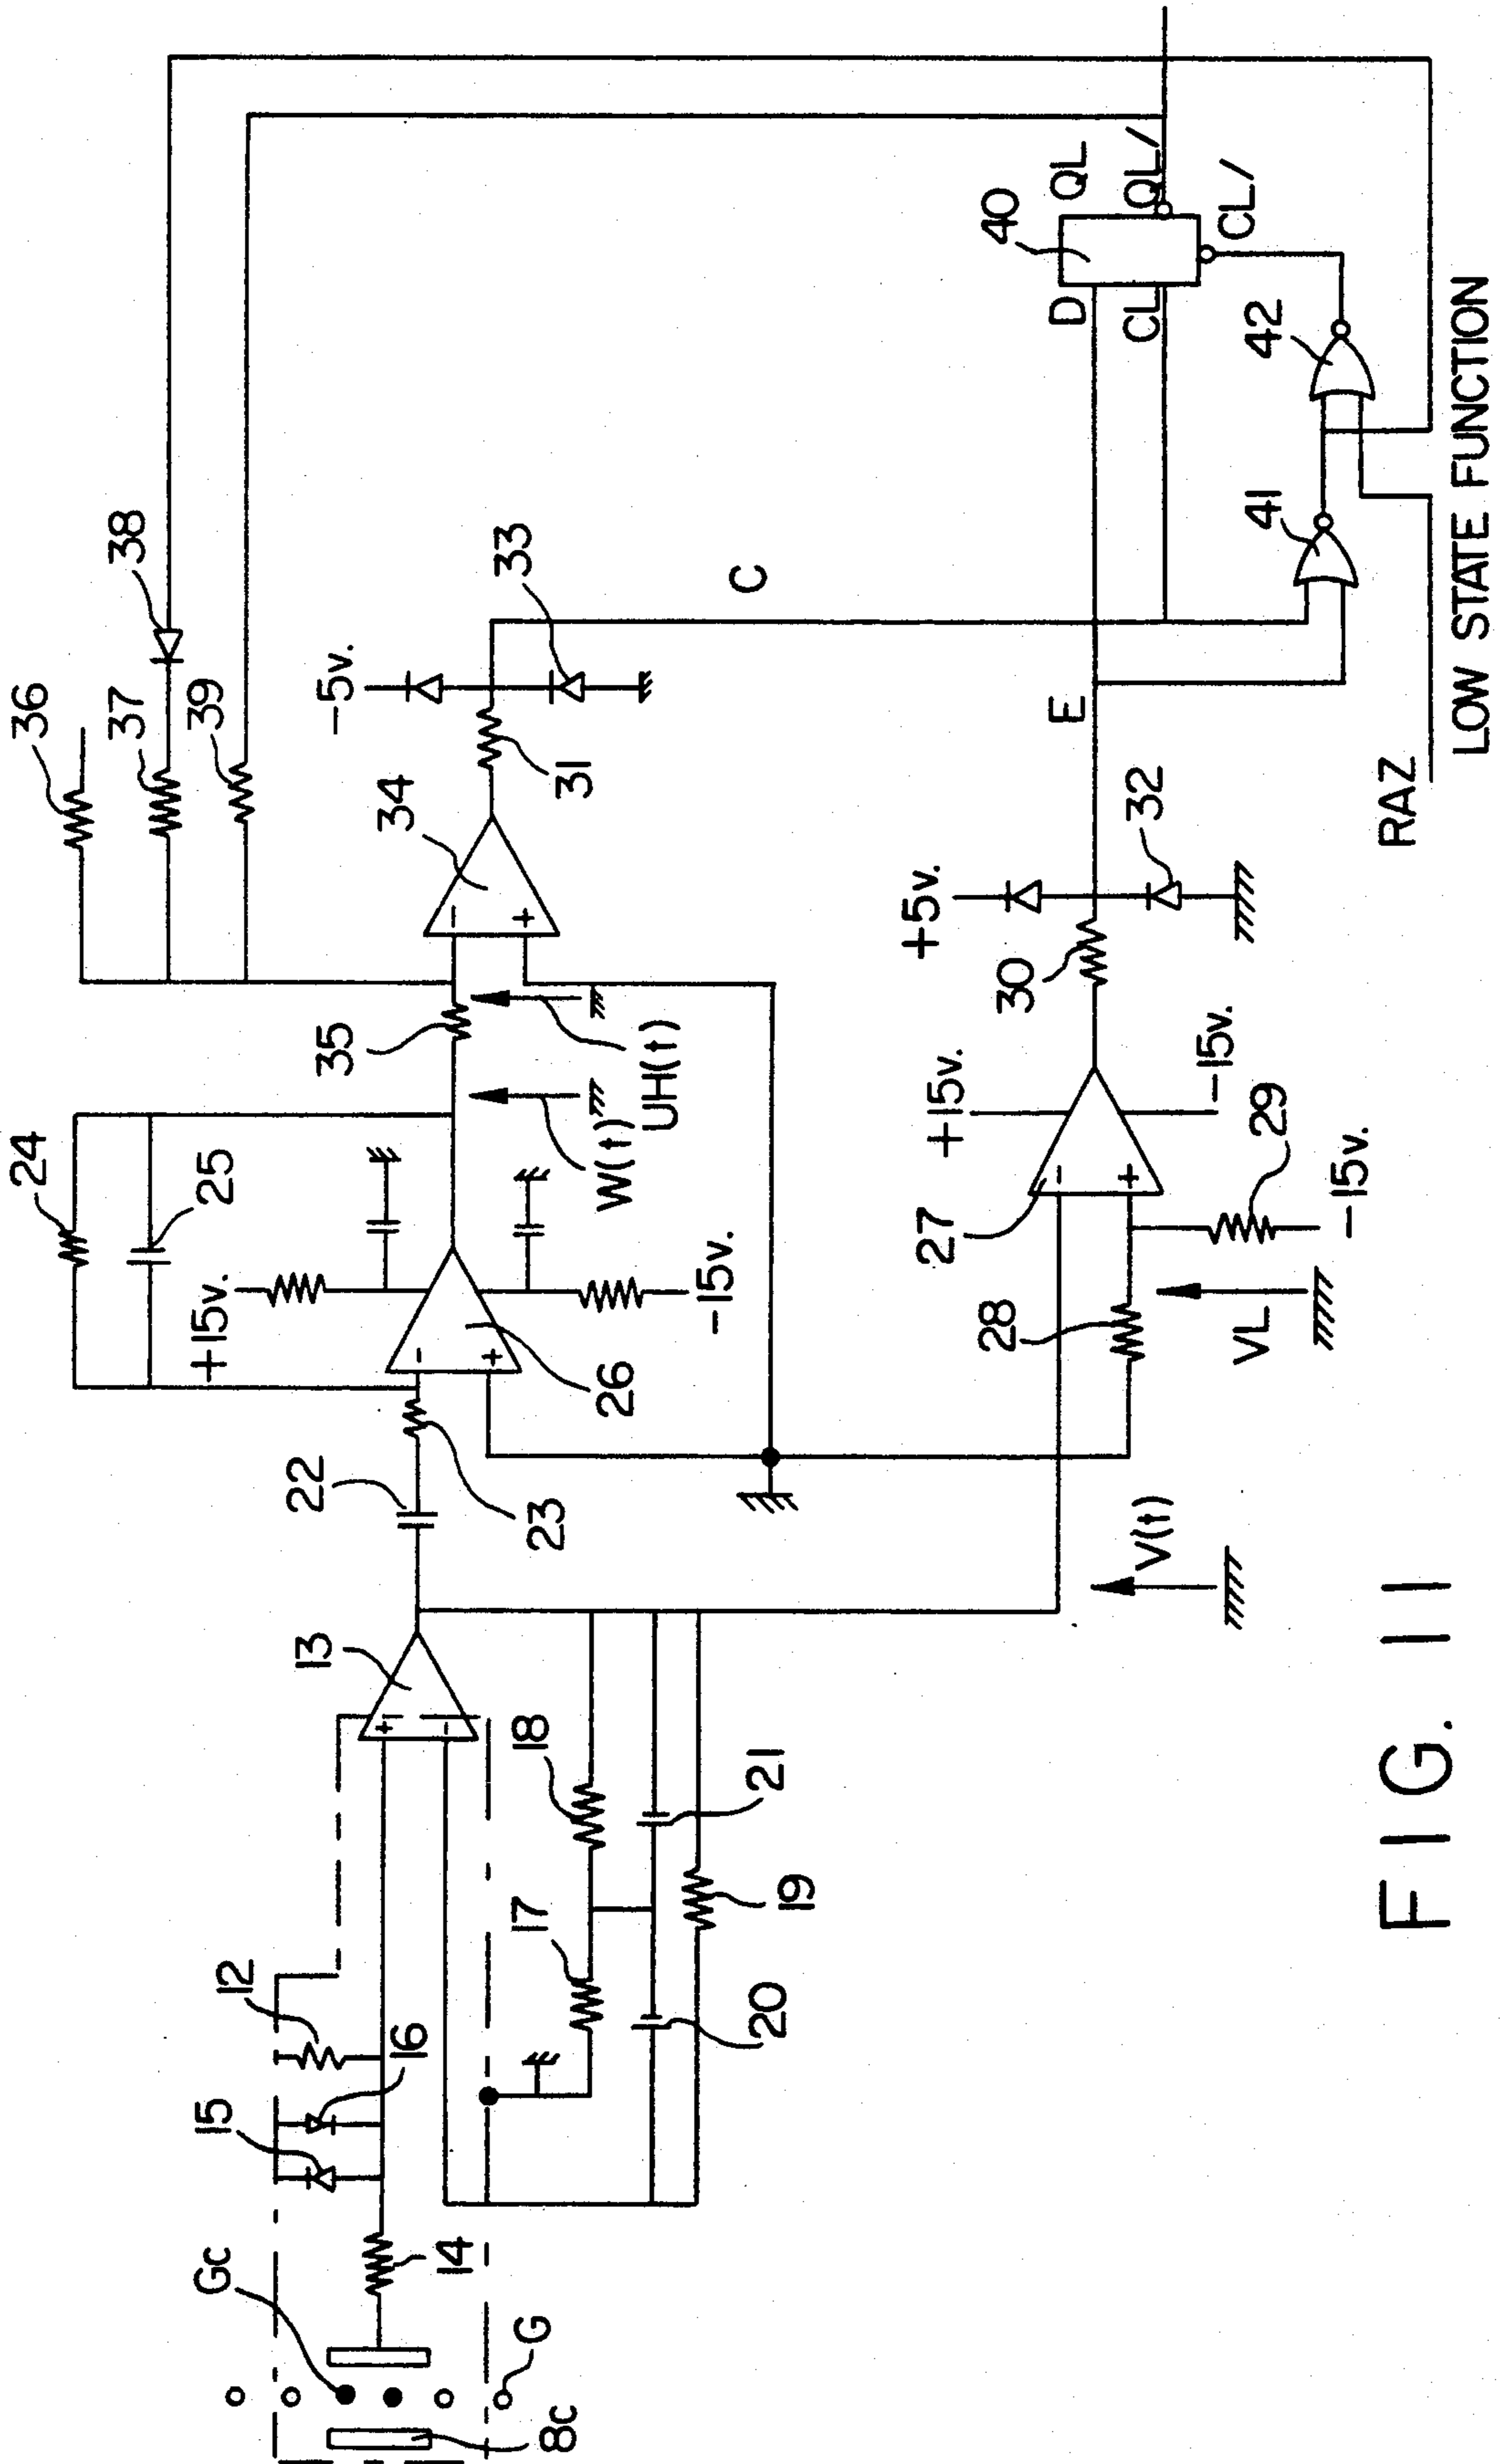 36
37
38
39
24
25
+15v.
-15v.
26
22
23
35
W(t)
UH(t)
34
-
+
-
+
31
-5v.
33
C
13
+
-
12
16
15
14
Gc
G
8c
17
18
19
20
21
V(t)
27
-
+
+15v.
-15v.
28
29
-15v.
VL
30
+5v.
32
E
40
D
CL
QL
QL/
CL/
41
42
RAZ
LOW STATE FUNCTION
FIG. 11